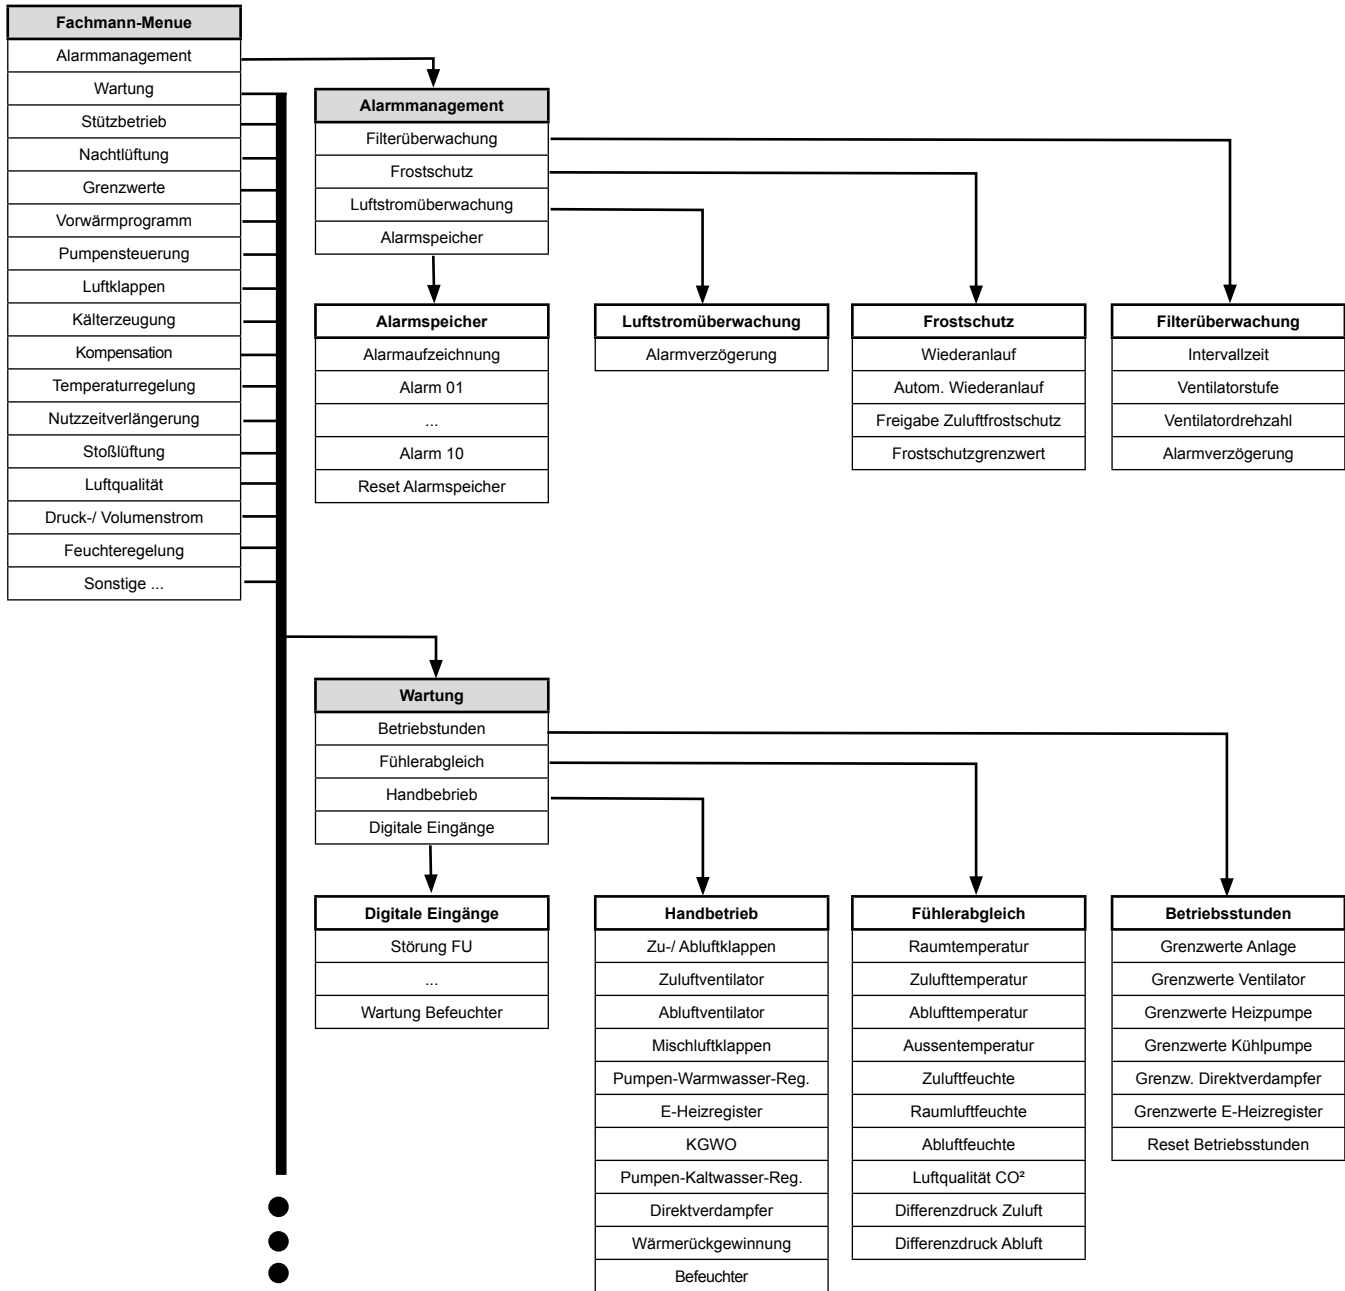 Fachmann-Menue
Alarmmanagement
Wartung
Stützbetrieb
Nachtlüftung
Grenzwerte
Vorwärmprogramm
Pumpensteuerung
Luftklappen
Kälterzeugung
Kompensation
Temperaturregelung
Nutzzeitverlängerung
Stoßlüftung
Luftqualität
Druck-/ Volumenstrom
Feuchteregelung
Sonstige ...
Alarmmanagement
Filterüberwachung
Frostschutz
Luftstromüberwachung
Alarmspeicher
Alarmspeicher
Alarmaufzeichnung
Alarm 01
...
Alarm 10
Reset Alarmspeicher
Luftstromüberwachung
Alarmverzögerung
Frostschutz
Wiederanlauf
Autom. Wiederanlauf
Freigabe Zuluftfrostschutz
Frostschutzgrenzwert
Filterüberwachung
Intervallzeit
Ventilatorstufe
Ventilatordrehzahl
Alarmverzögerung
Wartung
Betriebstunden
Fühlerabgleich
Handbebrieb
Digitale Eingänge
Digitale Eingänge
Störung FU
...
Wartung Befeuchter
Handbetrieb
Zu-/ Abluftklappen
Zuluftventilator
Abluftventilator
Mischluftklappen
Pumpen-Warmwasser-Reg.
E-Heizregister
KGWO
Pumpen-Kaltwasser-Reg.
Direktverdampfer
Wärmerückgewinnung
Befeuchter
Fühlerabgleich
Raumtemperatur
Zulufttemperatur
Ablufttemperatur
Aussentemperatur
Zuluftfeuchte
Raumluftfeuchte
Abluftfeuchte
Luftqualität CO²
Differenzdruck Zuluft
Differenzdruck Abluft
Betriebsstunden
Grenzwerte Anlage
Grenzwerte Ventilator
Grenzwerte Heizpumpe
Grenzwerte Kühlpumpe
Grenzw. Direktverdampfer
Grenzwerte E-Heizregister
Reset Betriebsstunden